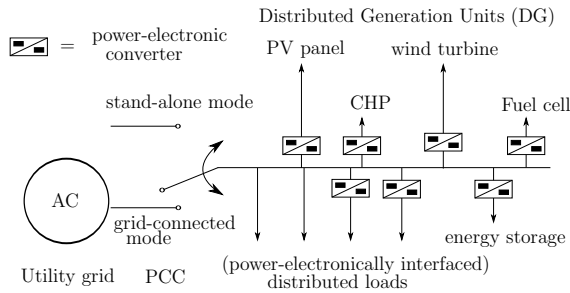 Distributed Generation Units (DG)
= power-electronic
converter
PV panel
wind turbine
stand-alone mode
CHP
Fuel cell
AC
grid-connected
mode
energy storage
Utility grid
PCC
(power-electronically interfaced)
distributed loads